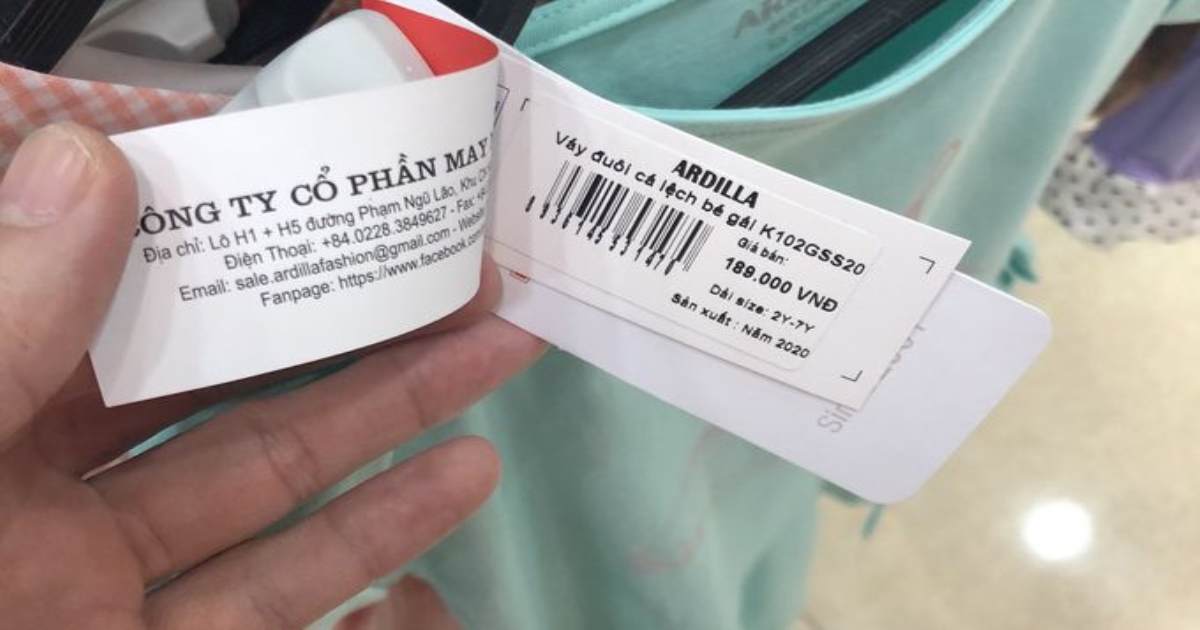 CÔNG TY CỔ PHẦN MAY
Địa chỉ: Lô H1 + H5 đường Phạm Ngũ Lão, Khu
Điện Thoại: +84.0228.3849627 - Fax:
Email: sale.ardillafashion@gmail.com -
Fanpage: https://www.facebook
ARDILLA
Váy đuôi cá lệch bé gái K102GSS20
Giá bán:
189.000 VNĐ
Dải size: 2Y-7Y
Sản xuất : Năm 2020